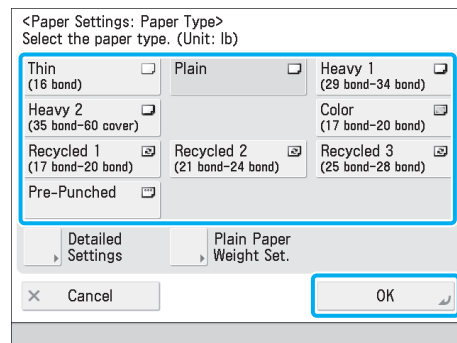 <Paper Settings: Paper Type>
Select the paper type. (Unit: lb)
Thin
(16 bond)
Plain
Heavy 1
(29 bond-34 bond)
Heavy 2
(35 bond-60 cover)
Color
(17 bond-20 bond)
Recycled 1
(17 bond-20 bond)
Recycled 2
(21 bond-24 bond)
Recycled 3
(25 bond-28 bond)
Pre-Punched
Detailed
Settings
Plain Paper
Weight Set.
Cancel
OK